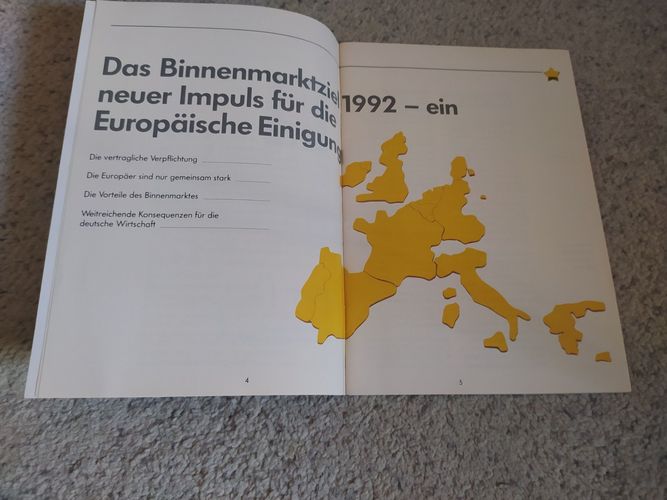 Das Binnenmarktziel 1992 – ein
neuer Impuls für die
Europäische Einigung
Die vertragliche Verpflichtung
Die Europäer sind nur gemeinsam stark
Die Vorteile des Binnenmarktes
Weitreichende Konsequenzen für die
deutsche Wirtschaft
4
5